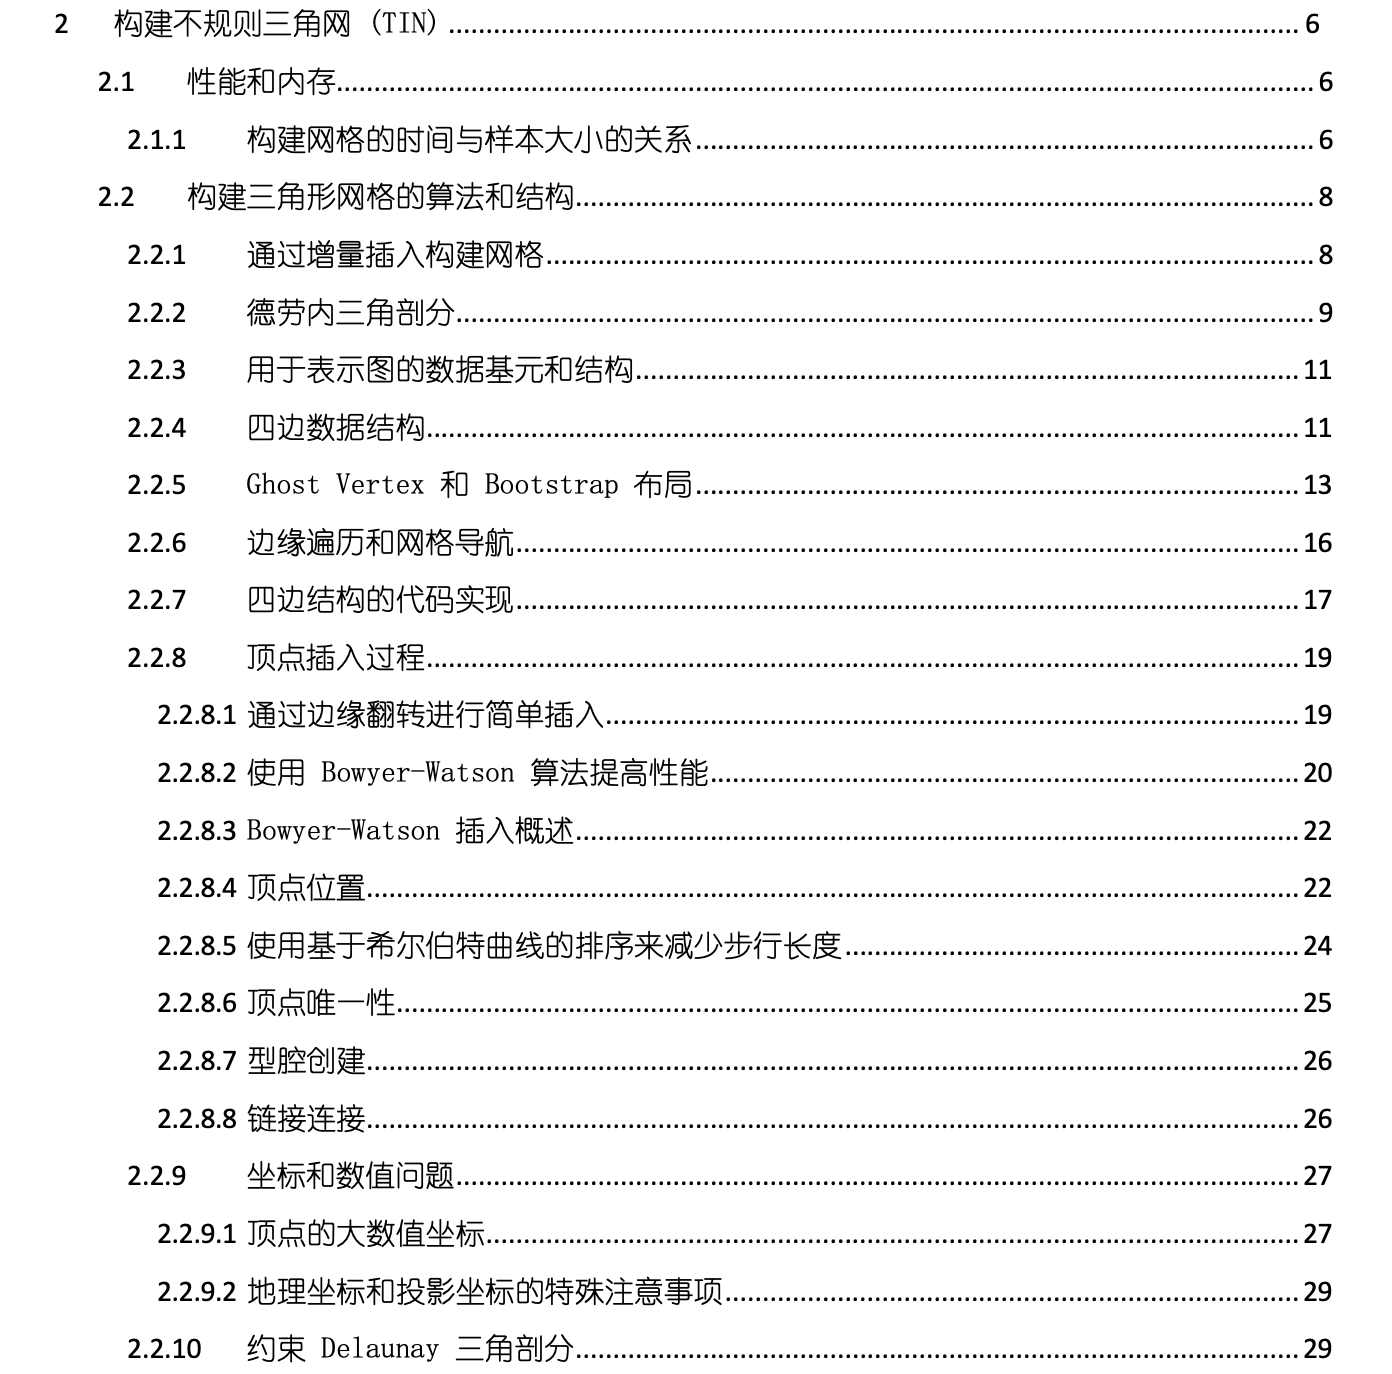 2 构建不规则三角网 (TIN) 6
2.1 性能和内存 6
2.1.1 构建网格的时间与样本大小的关系 6
2.2 构建三角形网格的算法和结构 8
2.2.1 通过增量插入构建网格 8
2.2.2 德劳内三角剖分 9
2.2.3 用于表示图的数据基元和结构 11
2.2.4 四边数据结构 11
2.2.5 Ghost Vertex 和 Bootstrap 布局 13
2.2.6 边缘遍历和网格导航 16
2.2.7 四边结构的代码实现 17
2.2.8 顶点插入过程 19
2.2.8.1 通过边缘翻转进行简单插入 19
2.2.8.2 使用 Bowyer-Watson 算法提高性能 20
2.2.8.3 Bowyer-Watson 插入概述 22
2.2.8.4 顶点位置 22
2.2.8.5 使用基于希尔伯特曲线的排序来减少步行长度 24
2.2.8.6 顶点唯一性 25
2.2.8.7 型腔创建 26
2.2.8.8 链接连接 26
2.2.9 坐标和数值问题 27
2.2.9.1 顶点的大数值坐标 27
2.2.9.2 地理坐标和投影坐标的特殊注意事项 29
2.2.10 约束 Delaunay 三角剖分 29